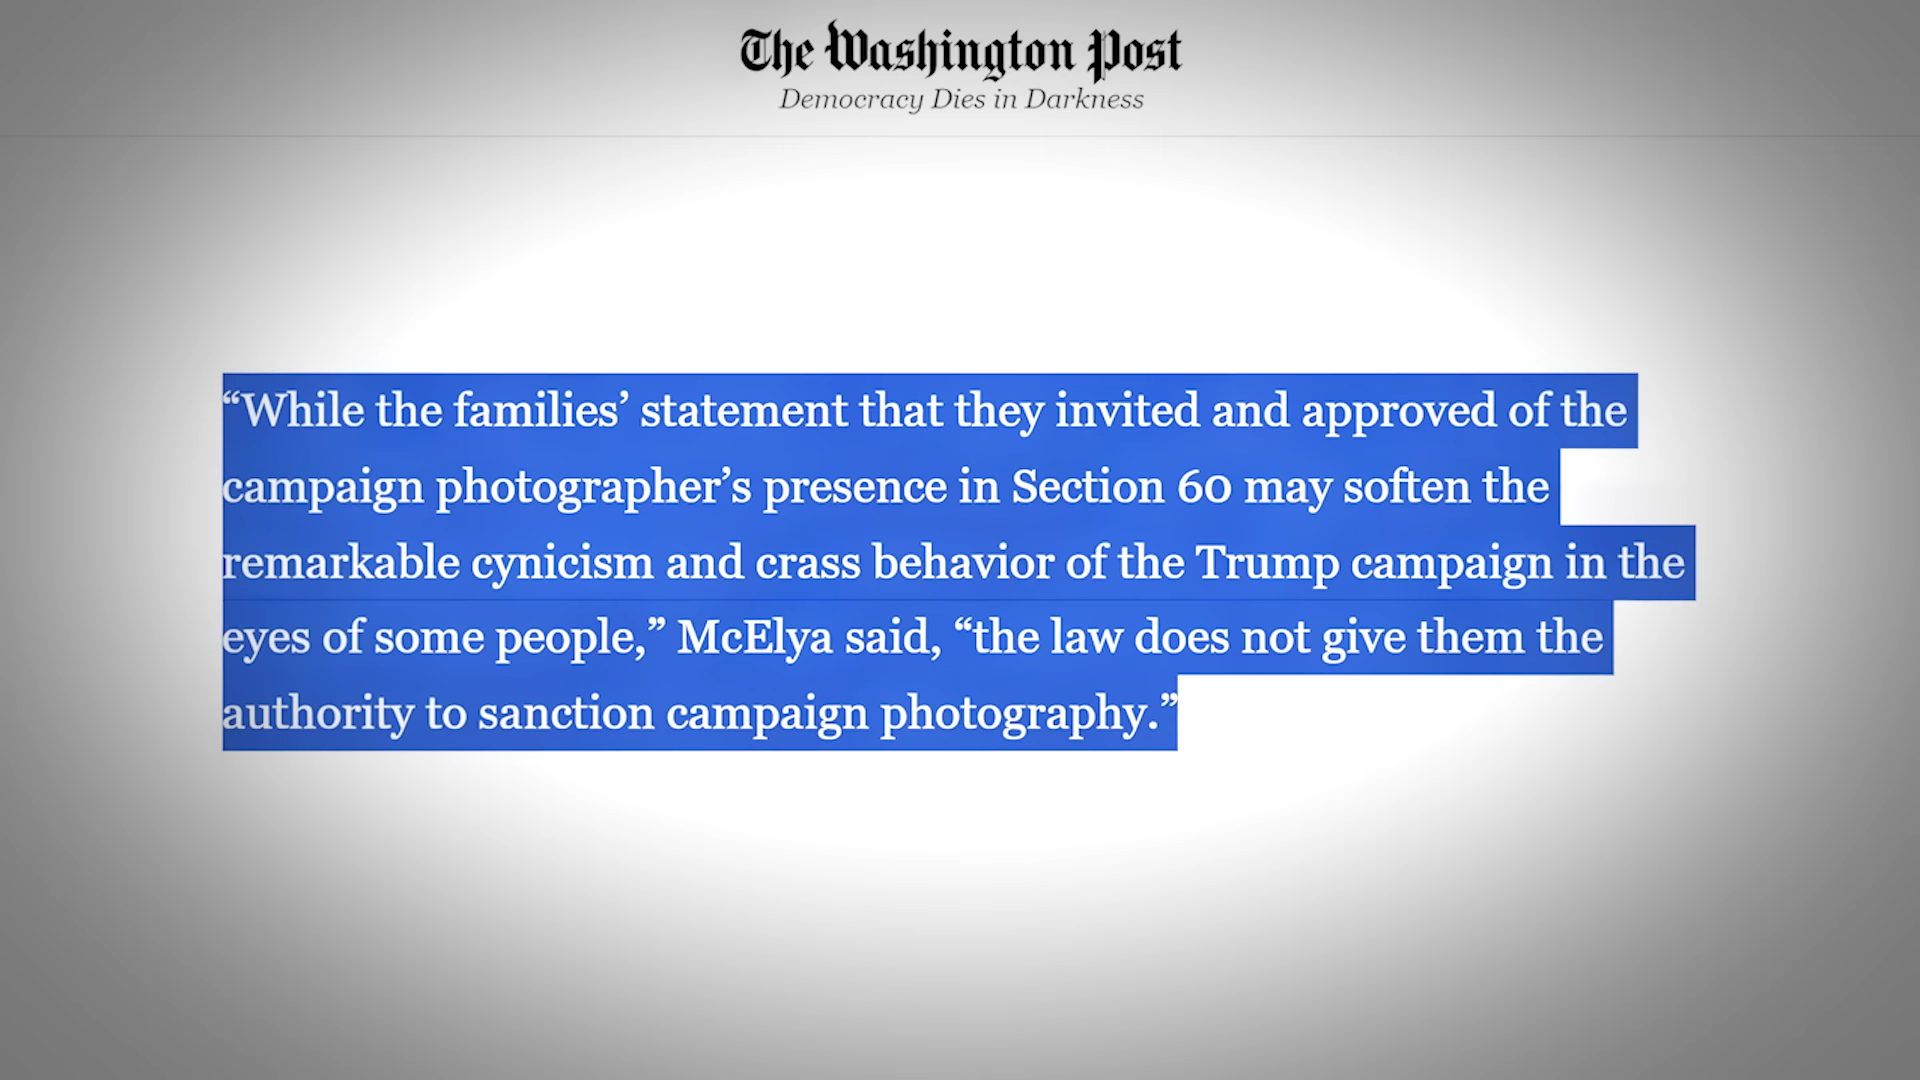 The Washington Post
Democracy Dies in Darkness
“While the families’ statement that they invited and approved of the
campaign photographer’s presence in Section 60 may soften the
remarkable cynicism and crass behavior of the Trump campaign in the
eyes of some people,” McElya said, “the law does not give them the
authority to sanction campaign photography.”